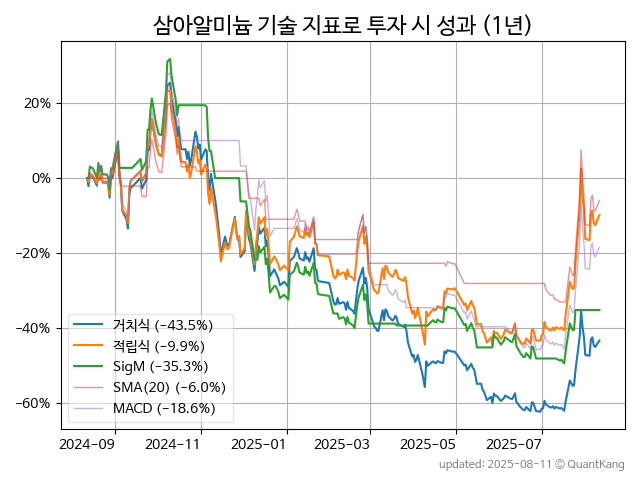 삼아알미늄 기술 지표로 투자 시 성과 (1년)
20%
0%
−20%
−40%
−60%
거치식 (−43.5%)
적립식 (−9.9%)
SigM (−35.3%)
SMA(20) (−6.0%)
MACD (−18.6%)
2024-09 2024-11 2025-01 2025-03 2025-05 2025-07
updated: 2025-08-11 © QuantKang